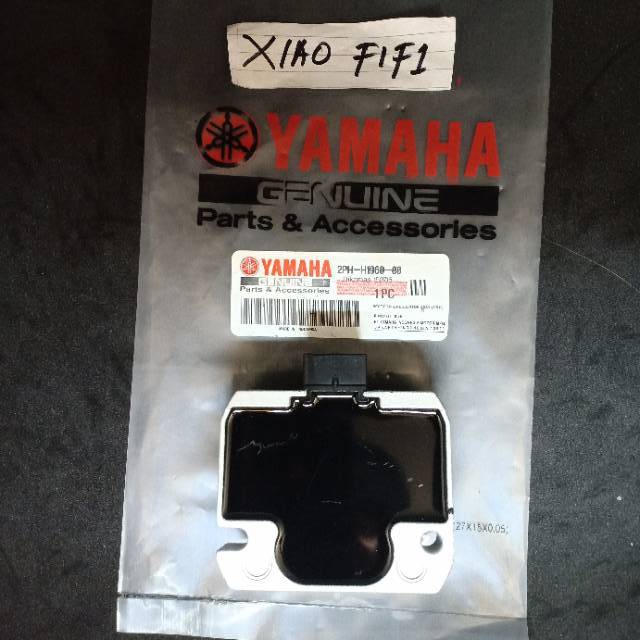 XIAO FIFI
YAMAHA
GENUINE
Parts & Accessories
YAMAHA
GENUINE
Parts & Accessories
2PH-H1960-00
1PC
(27X15X0.05)